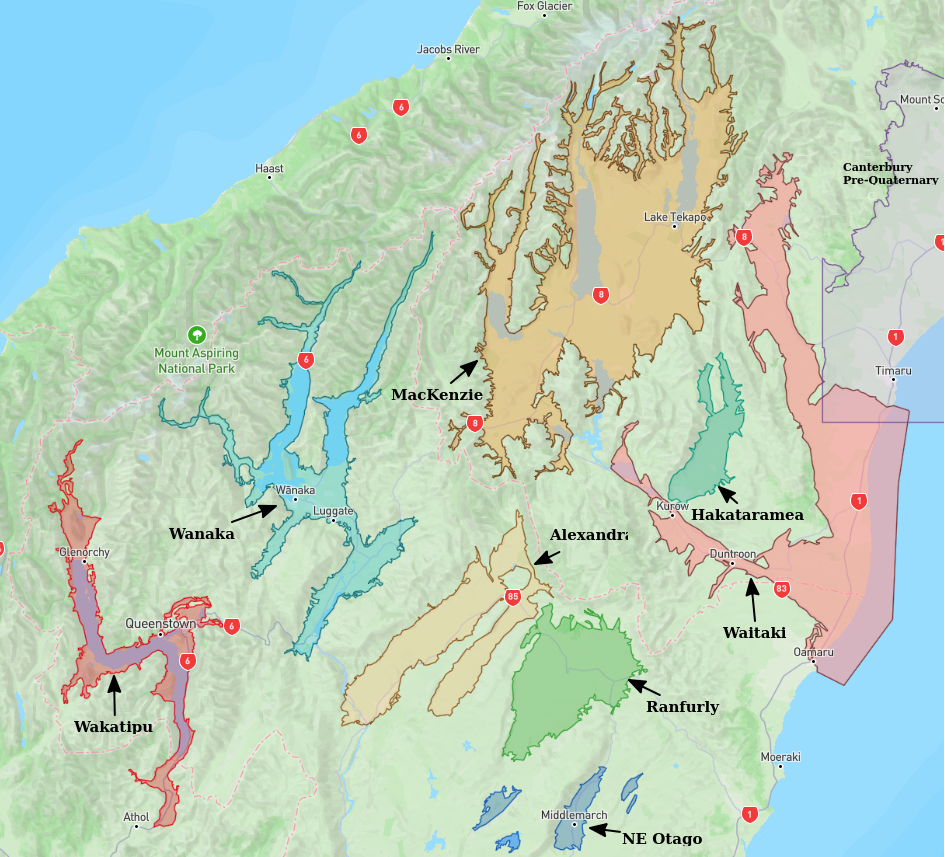 Fox Glacier
Jacobs River
6
6
Mount So
Haast
Canterbury
Pre-Quaternary
Lake Tekapo
8
8
1
Mount Aspiring
National Park
6
1
Timaru
MacKenzie
8
Wānaka
Luggate
Wanaka
Kurow
Hakataramea
1
Glenorchy
Alexandra
Duntroon
85
83
Queenstown
6
Waitaki
6
Oamaru
Wakatipu
Ranfurly
Moeraki
Athol
Middlemarch
1
NE Otago